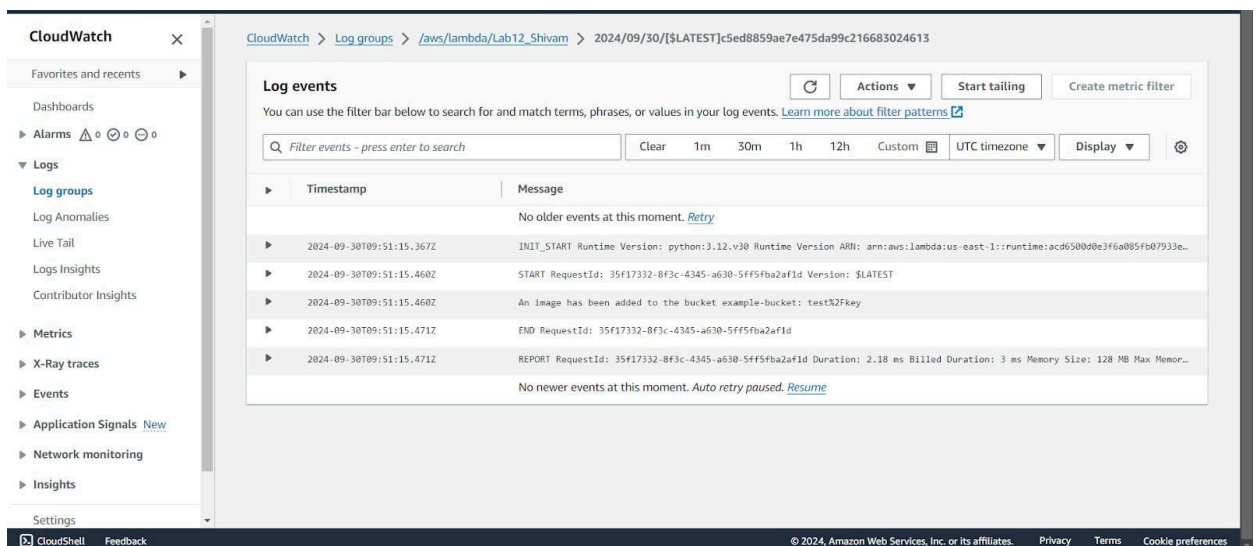 CloudWatch
Favorites and recents
Dashboards
Alarms 0 0 0
Logs
Log groups
Log Anomalies
Live Tail
Logs Insights
Contributor Insights
Metrics
X-Ray traces
Events
Application Signals New
Network monitoring
Insights
Settings
CloudWatch > Log groups > /aws/lambda/Lab12_Shivam > 2024/09/30/[$LATEST]c5ed8859ae7e475da99c216683024613
Log events
Actions Start tailing Create metric filter
You can use the filter bar below to search for and match terms, phrases, or values in your log events. Learn more about filter patterns
Filter events - press enter to search Clear 1m 30m 1h 12h Custom UTC timezone Display
Timestamp Message
No older events at this moment. Retry
2024-09-30T09:51:15.367Z INIT_START Runtime Version: python:3.12.v30 Runtime Version ARN: arn:aws:lambda:us-east-1::runtime:acd6500d0e3f6a085fb07933e…
2024-09-30T09:51:15.460Z START RequestId: 35f17332-8f3c-4345-a630-5ff5fba2af1d Version: $LATEST
2024-09-30T09:51:15.460Z An image has been added to the bucket example-bucket: test%2Fkey
2024-09-30T09:51:15.471Z END RequestId: 35f17332-8f3c-4345-a630-5ff5fba2af1d
2024-09-30T09:51:15.471Z REPORT RequestId: 35f17332-8f3c-4345-a630-5ff5fba2af1d Duration: 2.18 ms Billed Duration: 3 ms Memory Size: 128 MB Max Memor…
No newer events at this moment. Auto retry paused. Resume
CloudShell Feedback © 2024, Amazon Web Services, Inc. or its affiliates. Privacy Terms Cookie preferences